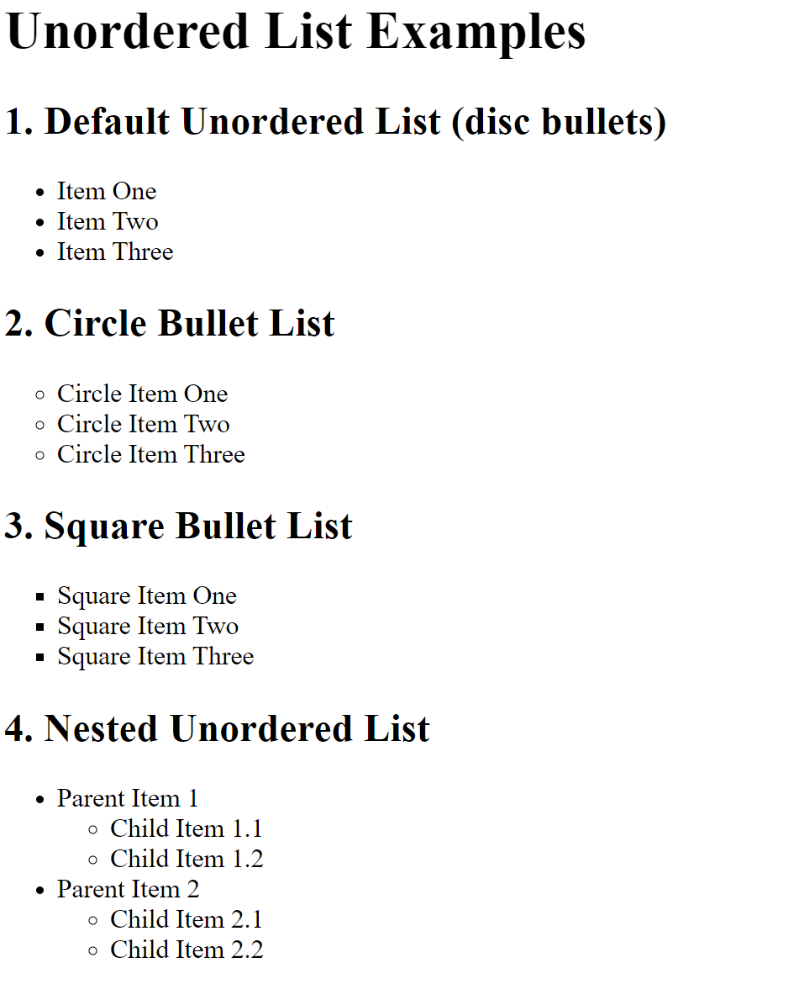 Unordered List Examples
1. Default Unordered List (disc bullets)
• Item One
• Item Two
• Item Three
2. Circle Bullet List
◦ Circle Item One
◦ Circle Item Two
◦ Circle Item Three
3. Square Bullet List
▪ Square Item One
▪ Square Item Two
▪ Square Item Three
4. Nested Unordered List
• Parent Item 1
◦ Child Item 1.1
◦ Child Item 1.2
• Parent Item 2
◦ Child Item 2.1
◦ Child Item 2.2